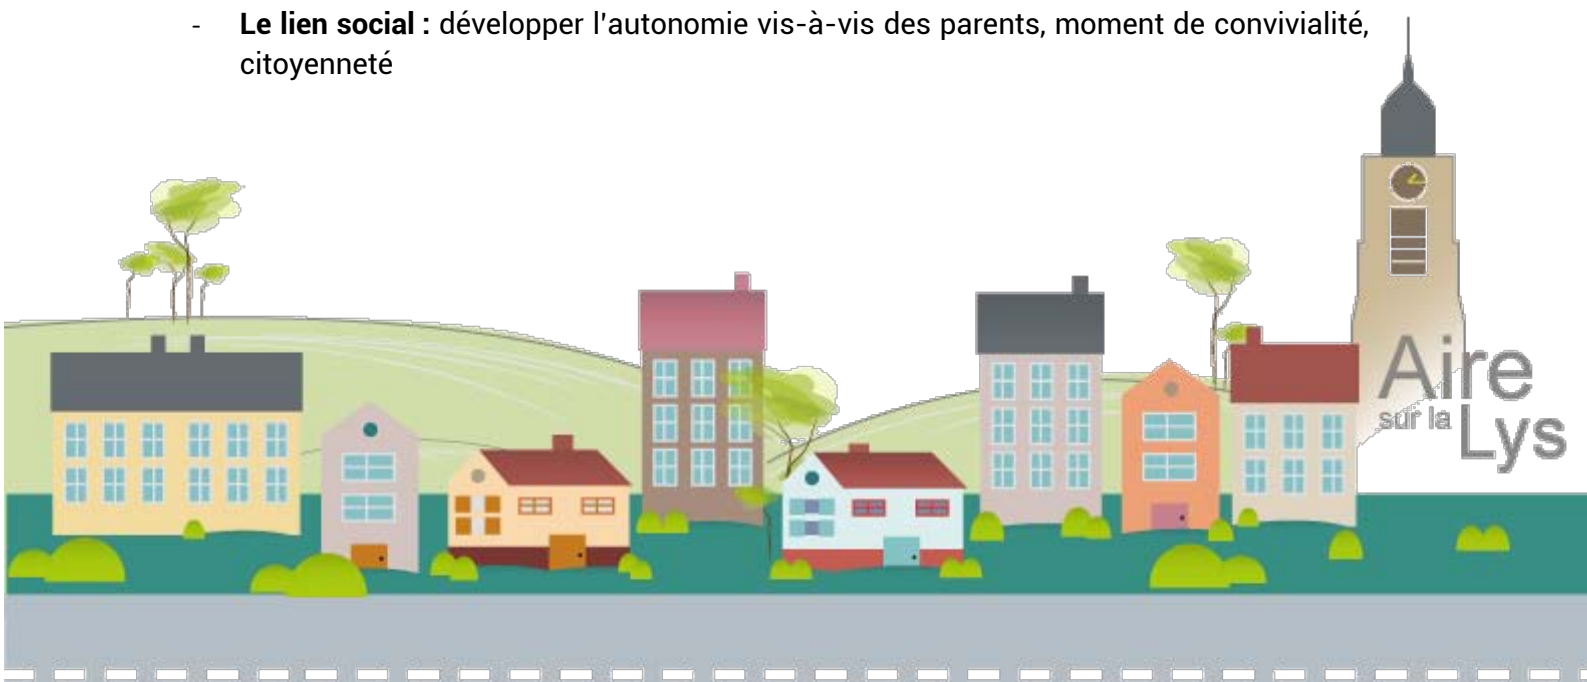 - Le lien social : développer l'autonomie vis-à-vis des parents, moment de convivialité,
citoyenneté
Aire
sur la
Lys